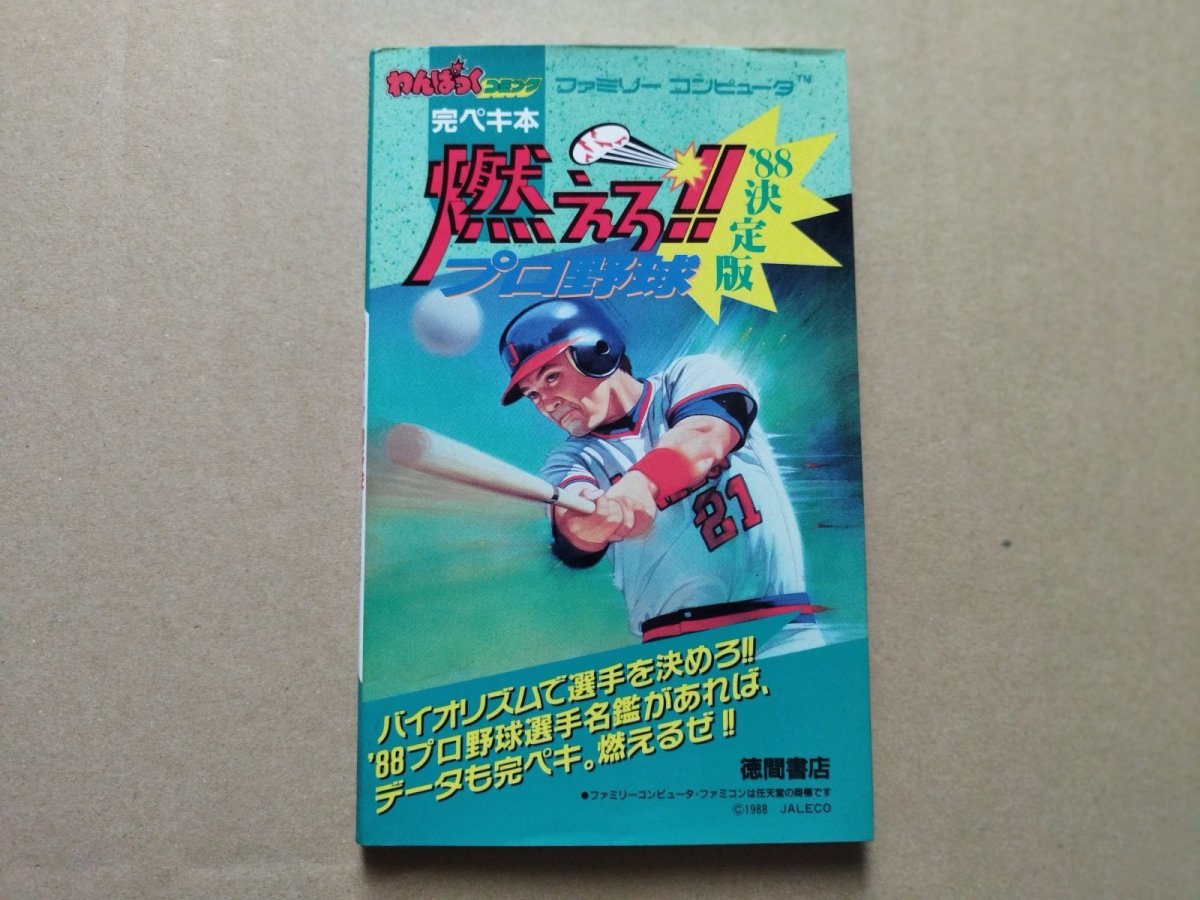 わんぱっくコミックス
ファミリー コンピュータ™
完ペキ本
燃えろ!!
プロ野球
'88決定版
J
21
バイオリズムで選手を決めろ!!
'88プロ野球選手名鑑があれば、
データも完ペキ。燃えるゼ!!
徳間書店
●ファミリーコンピュータ・ファミコンは任天堂の商標です
©1988 JALECO